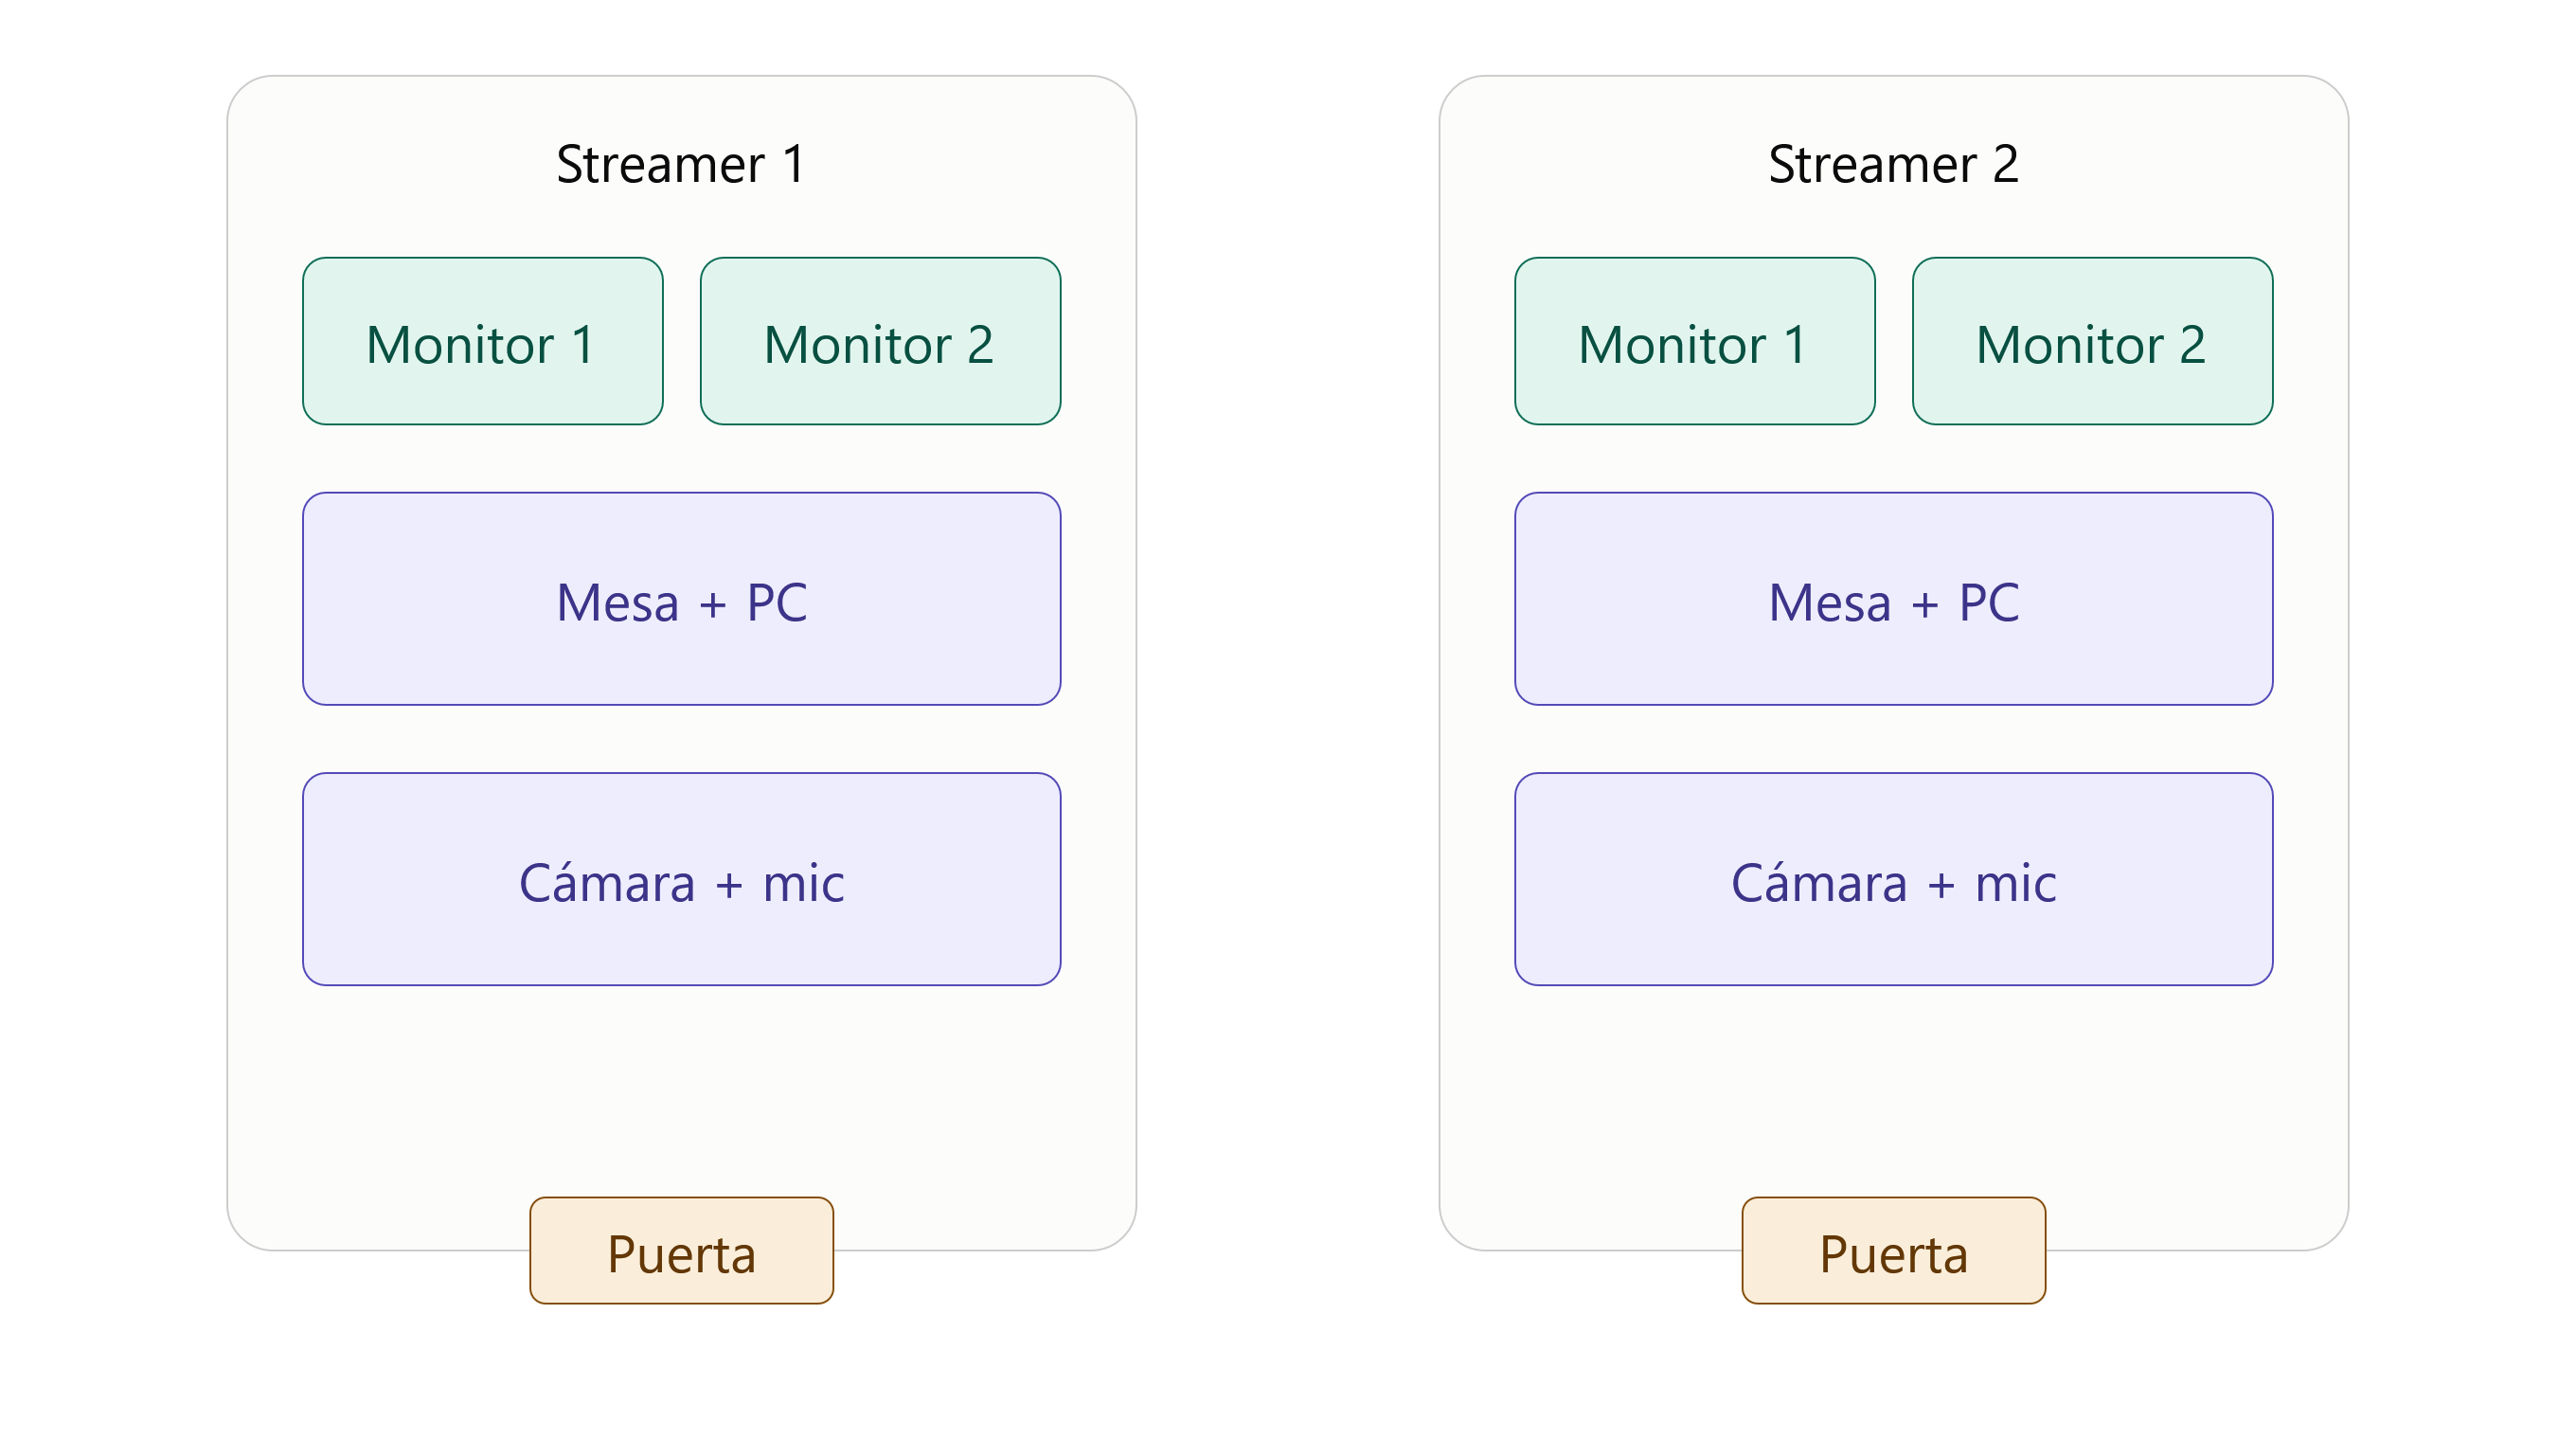 Streamer 1
Monitor 1
Monitor 2
Mesa + PC
Cámara + mic
Puerta
Streamer 2
Monitor 1
Monitor 2
Mesa + PC
Cámara + mic
Puerta